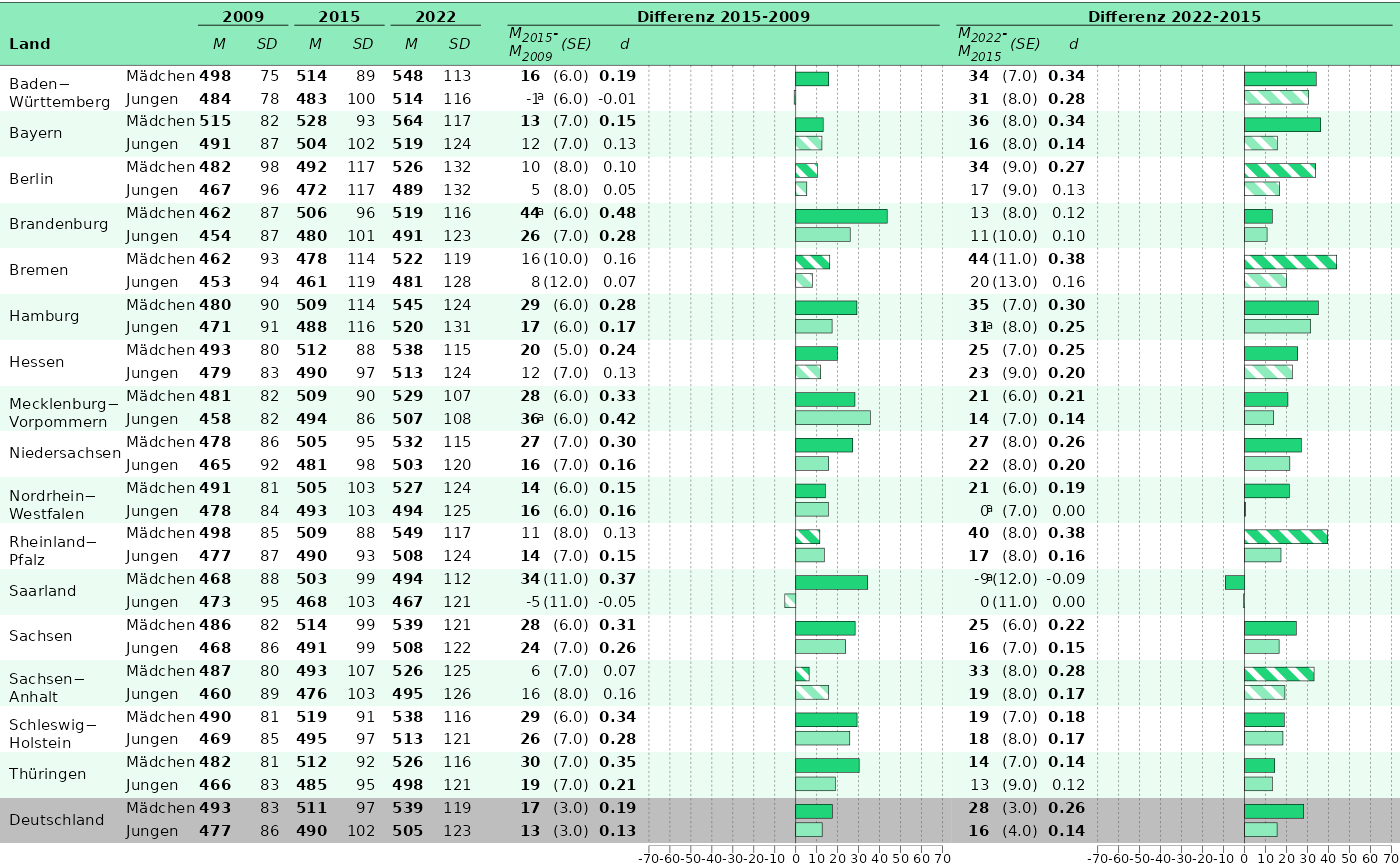 2009 2015 2022 Differenz 2015-2009 Differenz 2022-2015
Land M SD M SD M SD M2015- M2009 (SE) d M2022- M2015 (SE) d
Baden−Württemberg Mädchen 498 75 514 89 548 113 16 (6.0) 0.19 34 (7.0) 0.34
Jungen 484 78 483 100 514 116 -1a (6.0) -0.01 31 (8.0) 0.28
Bayern Mädchen 515 82 528 93 564 117 13 (7.0) 0.15 36 (8.0) 0.34
Jungen 491 87 504 102 519 124 12 (7.0) 0.13 16 (8.0) 0.14
Berlin Mädchen 482 98 492 117 526 132 10 (8.0) 0.10 34 (9.0) 0.27
Jungen 467 96 472 117 489 132 5 (8.0) 0.05 17 (9.0) 0.13
Brandenburg Mädchen 462 87 506 96 519 116 44a (6.0) 0.48 13 (8.0) 0.12
Jungen 454 87 480 101 491 123 26 (7.0) 0.28 11 (10.0) 0.10
Bremen Mädchen 462 93 478 114 522 119 16 (10.0) 0.16 44 (11.0) 0.38
Jungen 453 94 461 119 481 128 8 (12.0) 0.07 20 (13.0) 0.16
Hamburg Mädchen 480 90 509 114 545 124 29 (6.0) 0.28 35 (7.0) 0.30
Jungen 471 91 488 116 520 131 17 (6.0) 0.17 31a (8.0) 0.25
Hessen Mädchen 493 80 512 88 538 115 20 (5.0) 0.24 25 (7.0) 0.25
Jungen 479 83 490 97 513 124 12 (7.0) 0.13 23 (9.0) 0.20
Mecklenburg−Vorpommern Mädchen 481 82 509 90 529 107 28 (6.0) 0.33 21 (6.0) 0.21
Jungen 458 82 494 86 507 108 36a (6.0) 0.42 14 (7.0) 0.14
Niedersachsen Mädchen 478 86 505 95 532 115 27 (7.0) 0.30 27 (8.0) 0.26
Jungen 465 92 481 98 503 120 16 (7.0) 0.16 22 (8.0) 0.20
Nordrhein−Westfalen Mädchen 491 81 505 103 527 124 14 (6.0) 0.15 21 (6.0) 0.19
Jungen 478 84 493 103 494 125 16 (6.0) 0.16 0a (7.0) 0.00
Rheinland−Pfalz Mädchen 498 85 509 88 549 117 11 (8.0) 0.13 40 (8.0) 0.38
Jungen 477 87 490 93 508 124 14 (7.0) 0.15 17 (8.0) 0.16
Saarland Mädchen 468 88 503 99 494 112 34 (11.0) 0.37 -9a (12.0) -0.09
Jungen 473 95 468 103 467 121 -5 (11.0) -0.05 0 (11.0) 0.00
Sachsen Mädchen 486 82 514 99 539 121 28 (6.0) 0.31 25 (6.0) 0.22
Jungen 468 86 491 99 508 122 24 (7.0) 0.26 16 (7.0) 0.15
Sachsen−Anhalt Mädchen 487 80 493 107 526 125 6 (7.0) 0.07 33 (8.0) 0.28
Jungen 460 89 476 103 495 126 16 (8.0) 0.16 19 (8.0) 0.17
Schleswig−Holstein Mädchen 490 81 519 91 538 116 29 (6.0) 0.34 19 (7.0) 0.18
Jungen 469 85 495 97 513 121 26 (7.0) 0.28 18 (8.0) 0.17
Thüringen Mädchen 482 81 512 92 526 116 30 (7.0) 0.35 14 (7.0) 0.14
Jungen 466 83 485 95 498 121 19 (7.0) 0.21 13 (9.0) 0.12
Deutschland Mädchen 493 83 511 97 539 119 17 (3.0) 0.19 28 (3.0) 0.26
Jungen 477 86 490 102 505 123 13 (3.0) 0.13 16 (4.0) 0.14
-70 -60 -50 -40 -30 -20 -10 0 10 20 30 40 50 60 70 -70 -60 -50 -40 -30 -20 -10 0 10 20 30 40 50 60 70